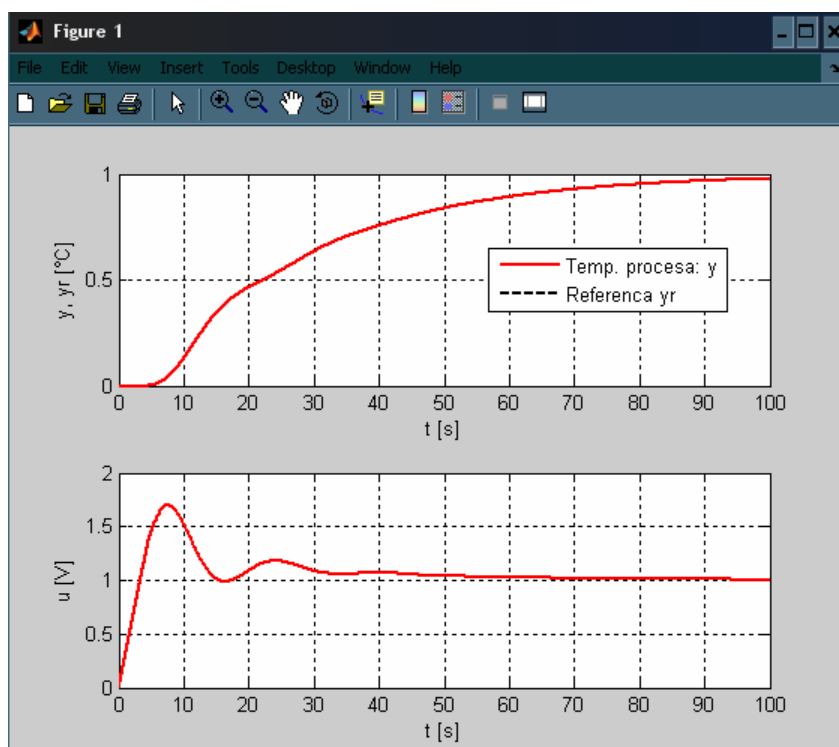 Figure 1
File Edit View Insert Tools Desktop Window Help
1
0.5
0
y, yr [°C]
Temp. procesa: y
Referenca yr
0 10 20 30 40 50 60 70 80 90 100
t [s]
2
1.5
1
0.5
0
u [V]
0 10 20 30 40 50 60 70 80 90 100
t [s]